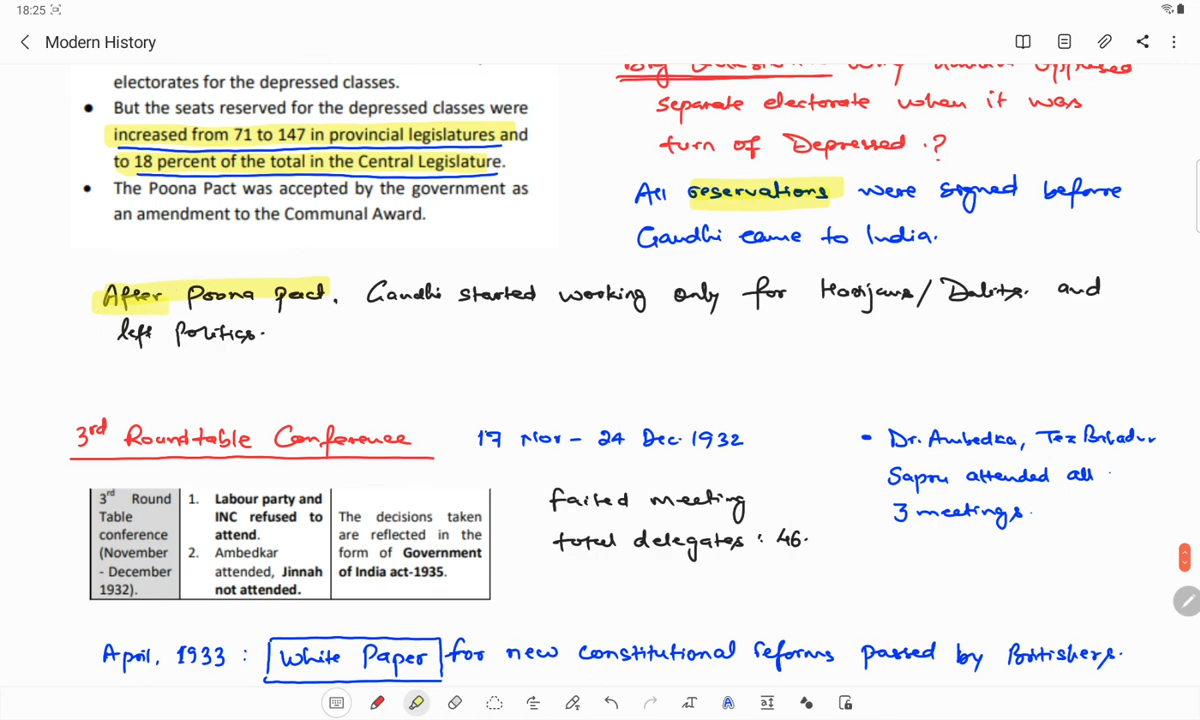 18:25
Modern History
electorates for the depressed classes.
• But the seats reserved for the depressed classes were
increased from 71 to 147 in provincial legislatures and
to 18 percent of the total in the Central Legislature.
• The Poona Pact was accepted by the government as
an amendment to the Communal Award.
separate electorate when it was
turn of Depressed ?
All reservations were signed before
Gandhi came to India.
After Poona pact, Gandhi started working only for Harijans/Dalits. and
left politics.
3rd Roundtable Conference
17 Nov - 24 Dec. 1932
• Dr. Ambedka, Tez Bahadur
Sapru attended all
3 meetings.
failed meeting
total delegates : 46.
3rd Round
Table
conference
(November
- December
1932).
1. Labour party and
INC refused to
attend.
2. Ambedkar
attended, Jinnah
not attended.
The decisions taken
are reflected in the
form of Government
of India act-1935.
April, 1933 : White Paper for new constitutional reforms passed by Britishers.